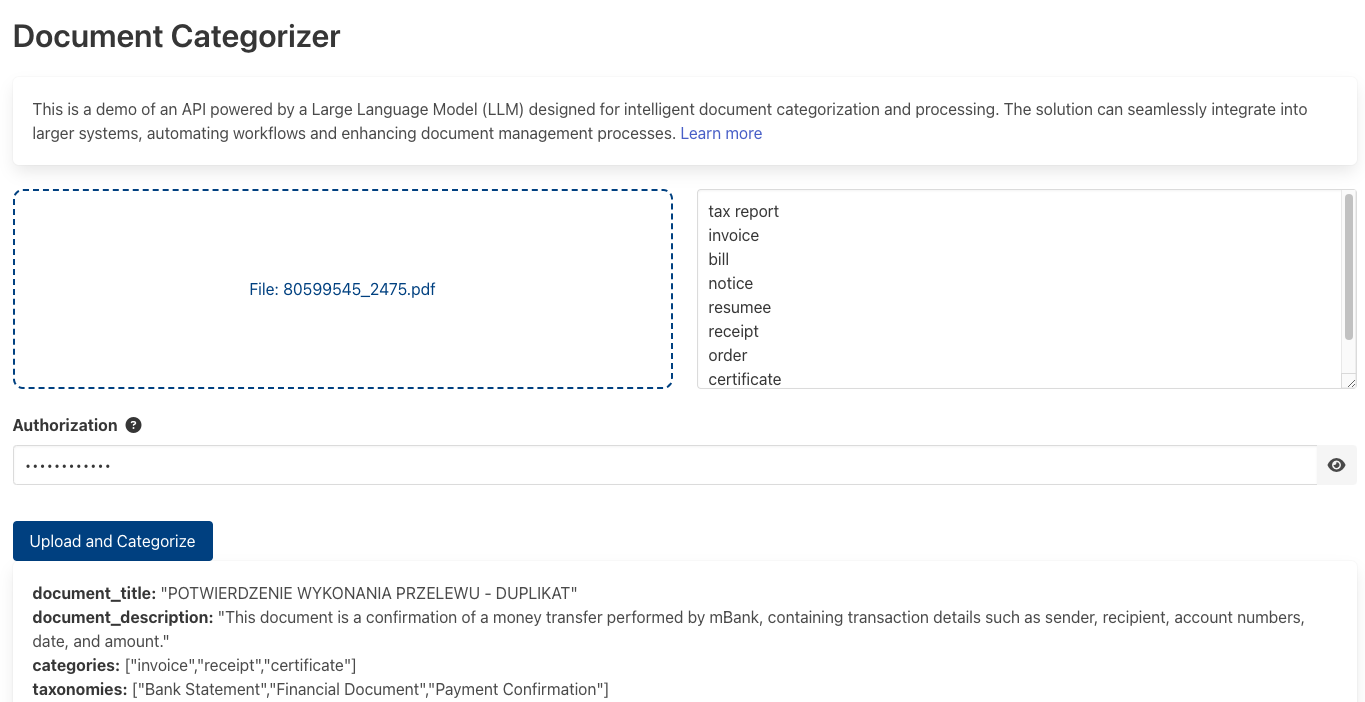 Document Categorizer
This is a demo of an API powered by a Large Language Model (LLM) designed for intelligent document categorization and processing. The solution can seamlessly integrate into
larger systems, automating workflows and enhancing document management processes. Learn more
File: 80599545_2475.pdf
tax report
invoice
bill
notice
resumee
receipt
order
certificate
Authorization ?
••••••••••••
Upload and Categorize
document_title: "POTWIERDZENIE WYKONANIA PRZELEWU - DUPLIKAT"
document_description: "This document is a confirmation of a money transfer performed by mBank, containing transaction details such as sender, recipient, account numbers,
date, and amount."
categories: ["invoice","receipt","certificate"]
taxonomies: ["Bank Statement","Financial Document","Payment Confirmation"]